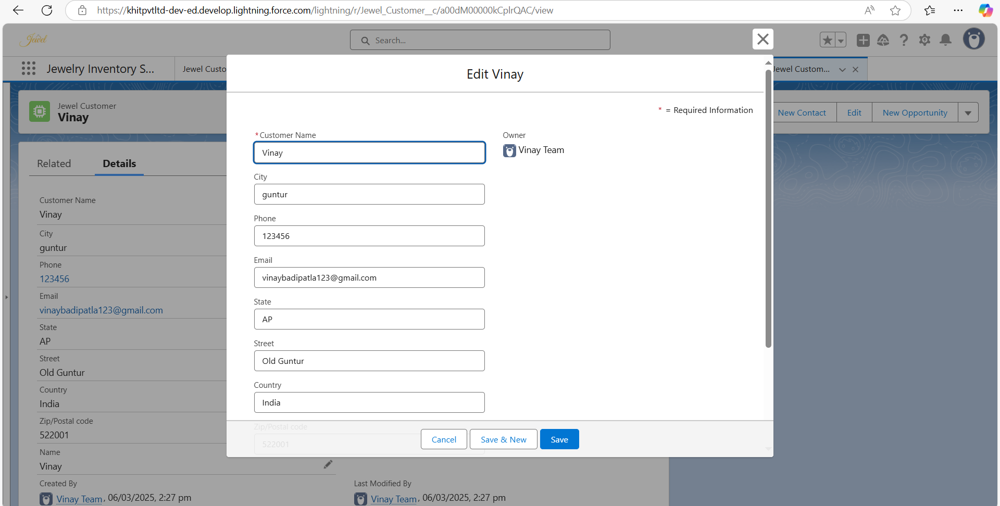 https://khitpvtltd-dev-ed.develop.lightning.force.com/lightning/r/Jewel_Customer__c/a00dM00000kCplrQAC/view
Jewel
Search...
Jewelry Inventory S...
Jewel Custo
Jewel Custom...
Jewel Customer
Vinay
New Contact
Edit
New Opportunity
Related
Details
Customer Name
Vinay
City
guntur
Phone
123456
Email
vinaybadipatla123@gmail.com
State
AP
Street
Old Guntur
Country
India
Zip/Postal code
522001
Name
Vinay
Created By
Vinay Team, 06/03/2025, 2:27 pm
Last Modified By
Vinay Team, 06/03/2025, 2:27 pm
Edit Vinay
* = Required Information
*Customer Name
Vinay
Owner
Vinay Team
City
guntur
Phone
123456
Email
vinaybadipatla123@gmail.com
State
AP
Street
Old Guntur
Country
India
Zip/Postal code
522001
Cancel
Save & New
Save